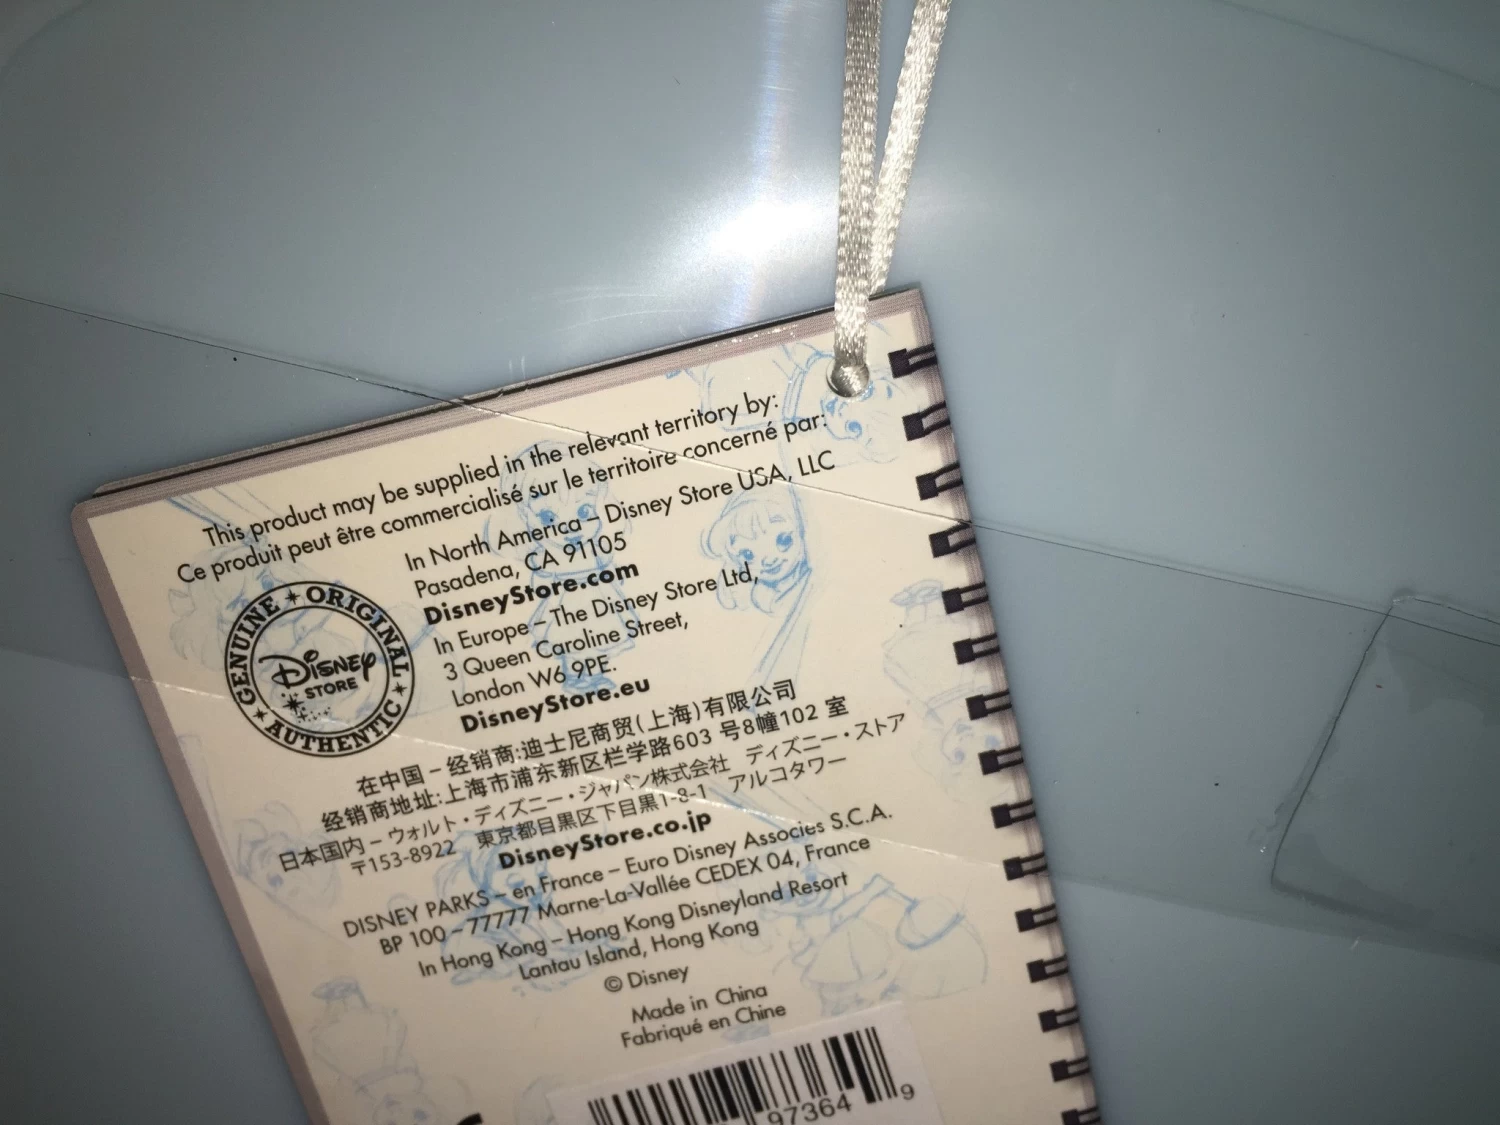 This product may be supplied in the relevant territory by:
Ce produit peut être commercialisé sur le territoire concerné par:
In North America – Disney Store USA, LLC
Pasadena, CA 91105
DisneyStore.com
In Europe – The Disney Store Ltd,
3 Queen Caroline Street,
London W6 9PE.
DisneyStore.eu
GENUINE ORIGINAL AUTHENTIC
Disney
STORE
在中国 – 经销商:迪士尼商贸(上海)有限公司
经销商地址:上海市浦东新区栏学路603 号8幢102 室
日本国内 – ウォルト・ディズニー・ジャパン株式会社 ディズニー・ストア
〒153-8922 東京都目黒区下目黒1-8-1 アルコタワー
DisneyStore.co.jp
DISNEY PARKS – en France – Euro Disney Associés S.C.A.
BP 100 – 77777 Marne-La-Vallée CEDEX 04, France
In Hong Kong – Hong Kong Disneyland Resort
Lantau Island, Hong Kong
© Disney
Made in China
Fabriqué en Chine
97364 9